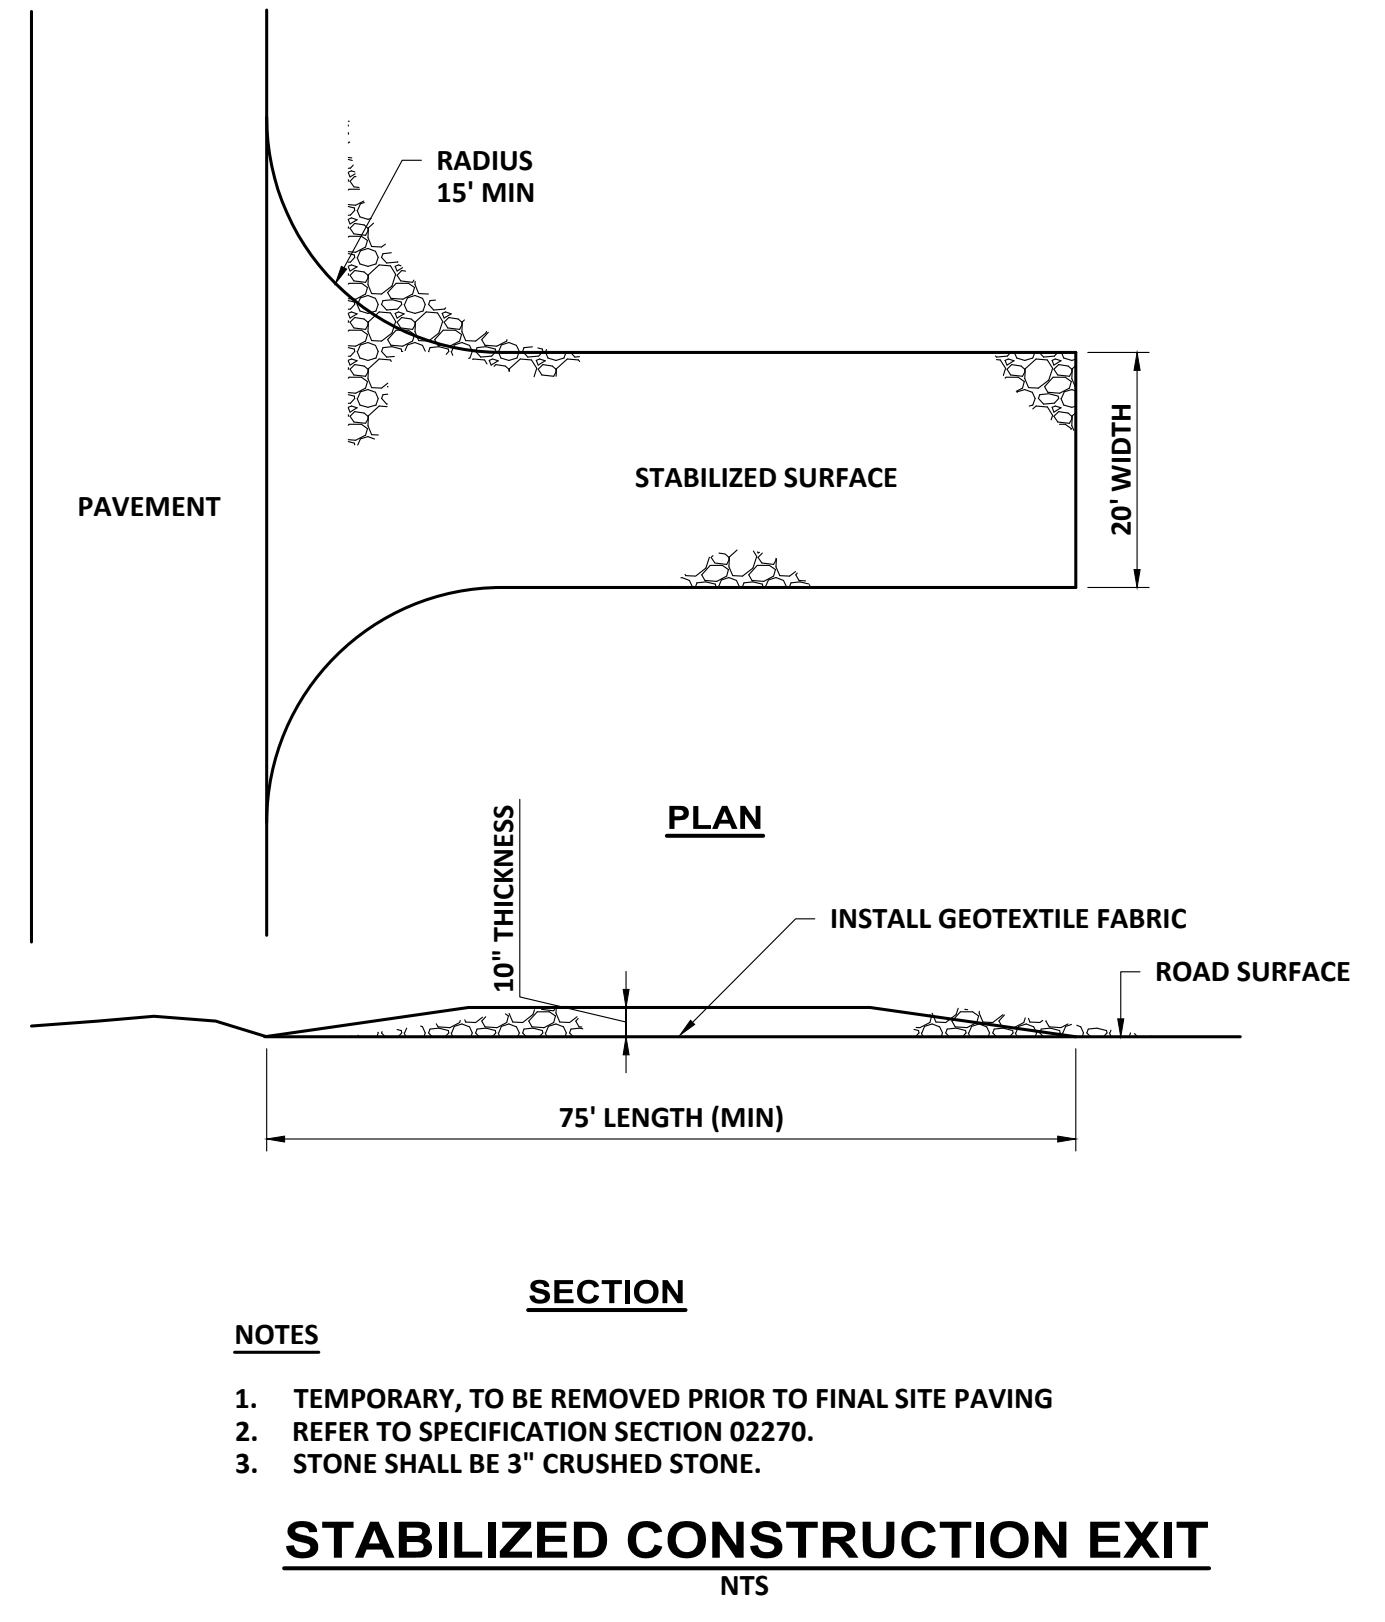 RADIUS
15' MIN
STABILIZED SURFACE
20' WIDTH
PAVEMENT
PLAN
10" THICKNESS
INSTALL GEOTEXTILE FABRIC
ROAD SURFACE
75' LENGTH (MIN)
SECTION
NOTES
1. TEMPORARY, TO BE REMOVED PRIOR TO FINAL SITE PAVING
2. REFER TO SPECIFICATION SECTION 02270.
3. STONE SHALL BE 3" CRUSHED STONE.
STABILIZED CONSTRUCTION EXIT
NTS